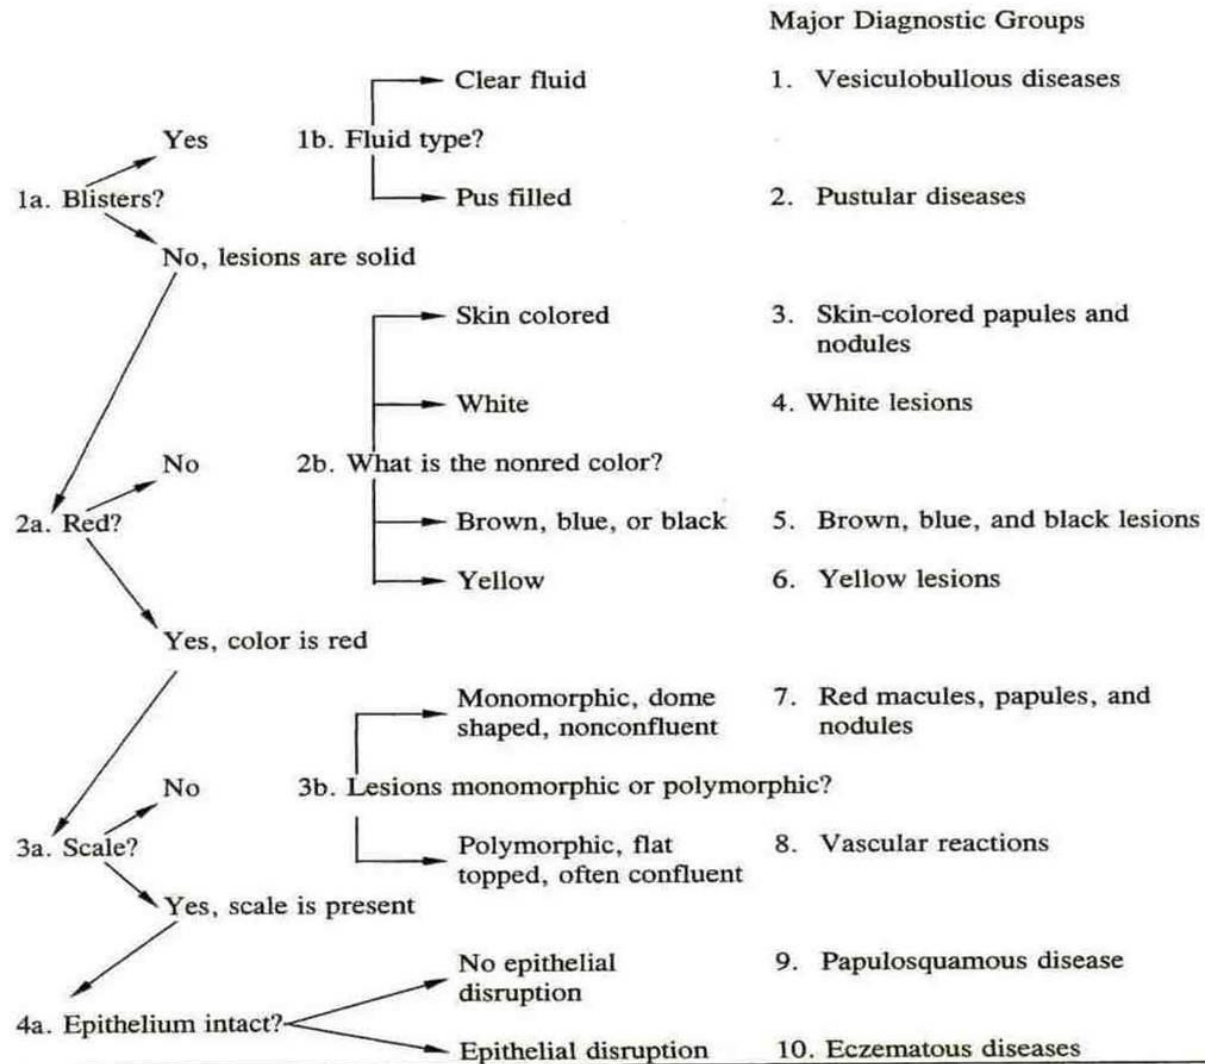 Major Diagnostic Groups
Clear fluid 1. Vesiculobullous diseases
Yes 1b. Fluid type?
1a. Blisters?
Pus filled 2. Pustular diseases
No, lesions are solid
Skin colored 3. Skin-colored papules and
nodules
White 4. White lesions
No 2b. What is the nonred color?
2a. Red?
Brown, blue, or black 5. Brown, blue, and black lesions
Yellow 6. Yellow lesions
Yes, color is red
Monomorphic, dome 7. Red macules, papules, and
shaped, nonconfluent nodules
No 3b. Lesions monomorphic or polymorphic?
3a. Scale?
Polymorphic, flat 8. Vascular reactions
topped, often confluent
Yes, scale is present
No epithelial 9. Papulosquamous disease
disruption
4a. Epithelium intact?
Epithelial disruption 10. Eczematous diseases